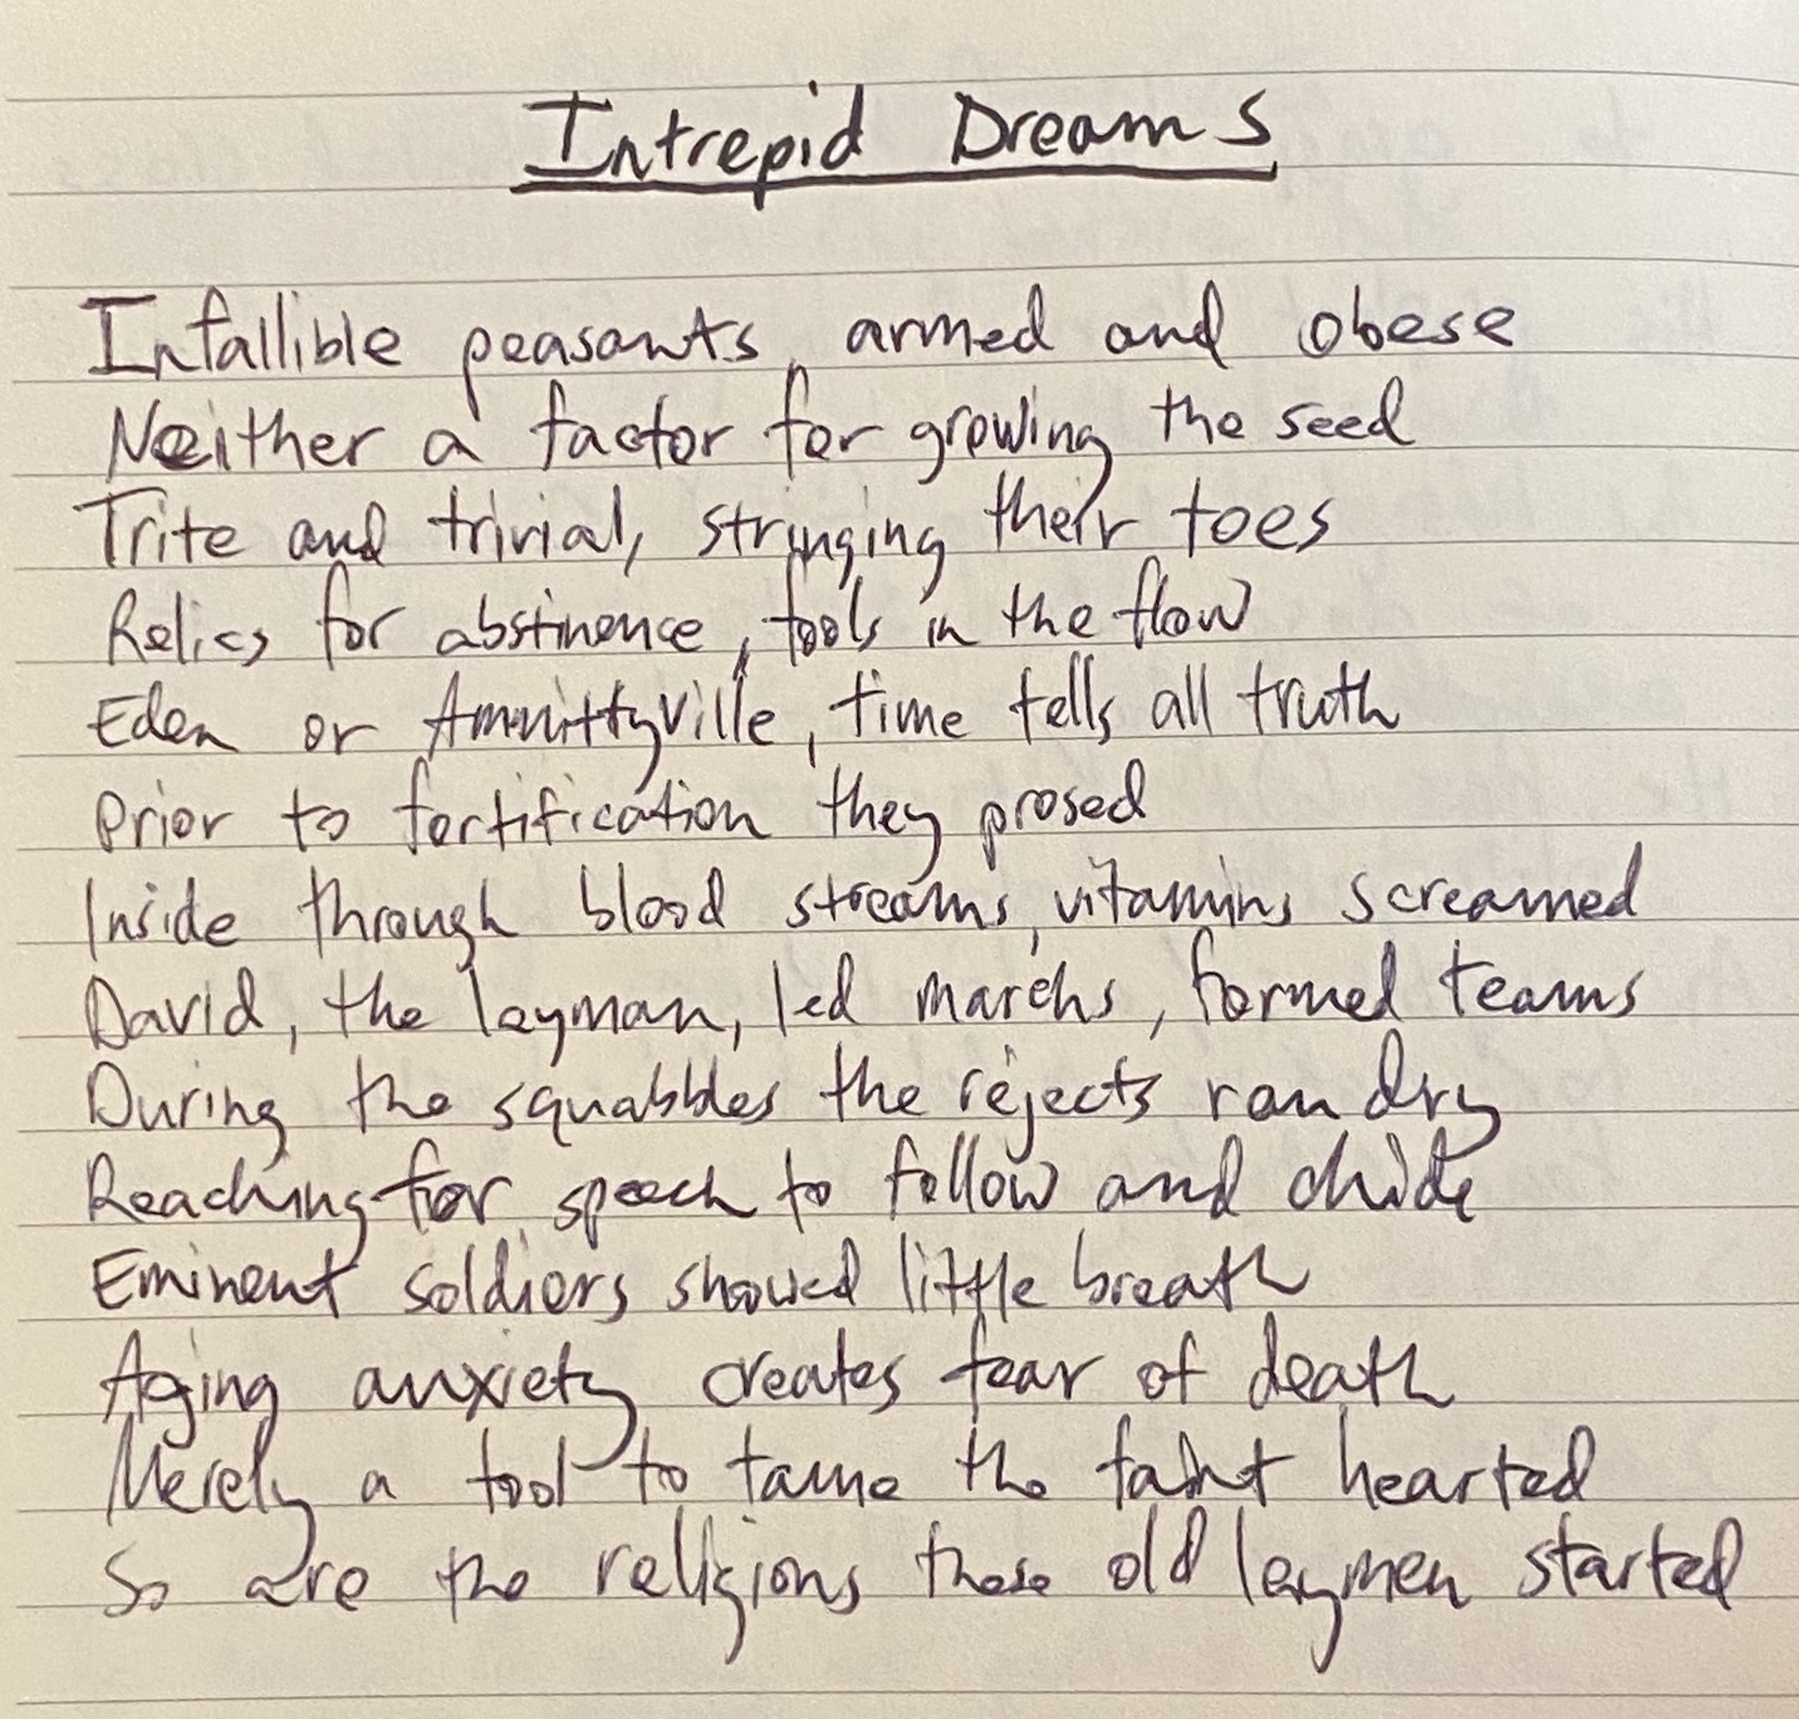 Intrepid Dreams
Infallible peasants, armed and obese
Neither a factor for growing the seed
Trite and trivial, stringing their toes
Relics for abstinence, fools in the flow
Eden or Ammittyville, time tells all truth
Prior to fortification they prosed
Inside through blood streams, vitamins screamed
David, the layman, led marchs, formed teams
During the squabbles the rejects ran dry
Reaching for speech to follow and chide
Eminent soldiers showed little breath
Aging anxiety creates fear of death
Merely a tool to tame the faint hearted
So are the religions these old laymen started